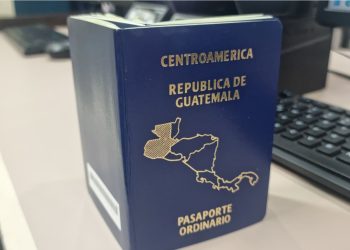 CENTROAMERICA
REPUBLICA DE
GUATEMALA
PASAPORTE
ORDINARIO